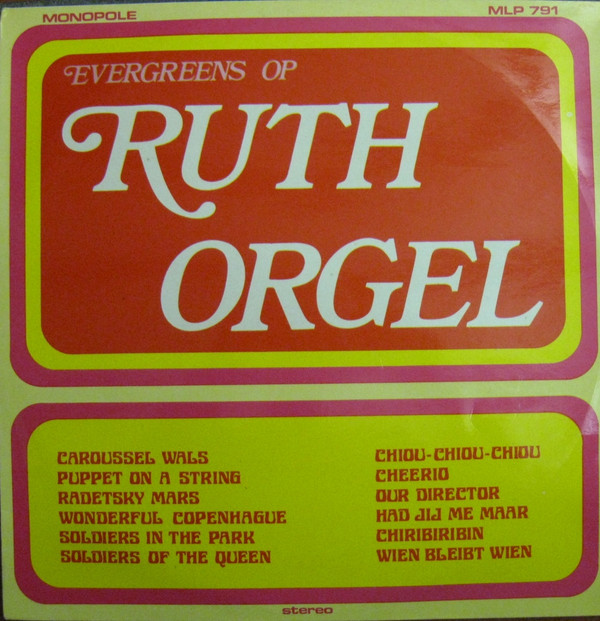 MONOPOLE
MLP 791
EVERGREENS OP
RUTH
ORGEL
CAROUSSEL WALS
PUPPET ON A STRING
RADETSKY MARS
WONDERFUL COPENHAGUE
SOLDIERS IN THE PARK
SOLDIERS OF THE QUEEN
CHIOU-CHIOU-CHIOU
CHEERIO
OUR DIRECTOR
HAD JIJ ME MAAR
CHIRIBIRIBIN
WIEN BLEIBT WIEN
stereo